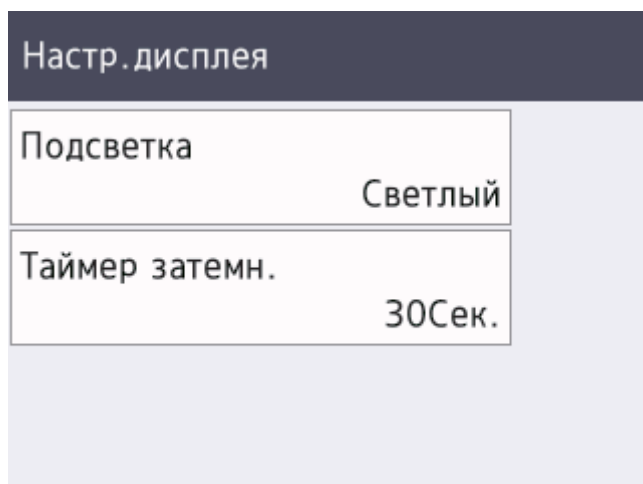 Настр.дисплея
Подсветка
Светлый
Таймер затемн.
30Сек.